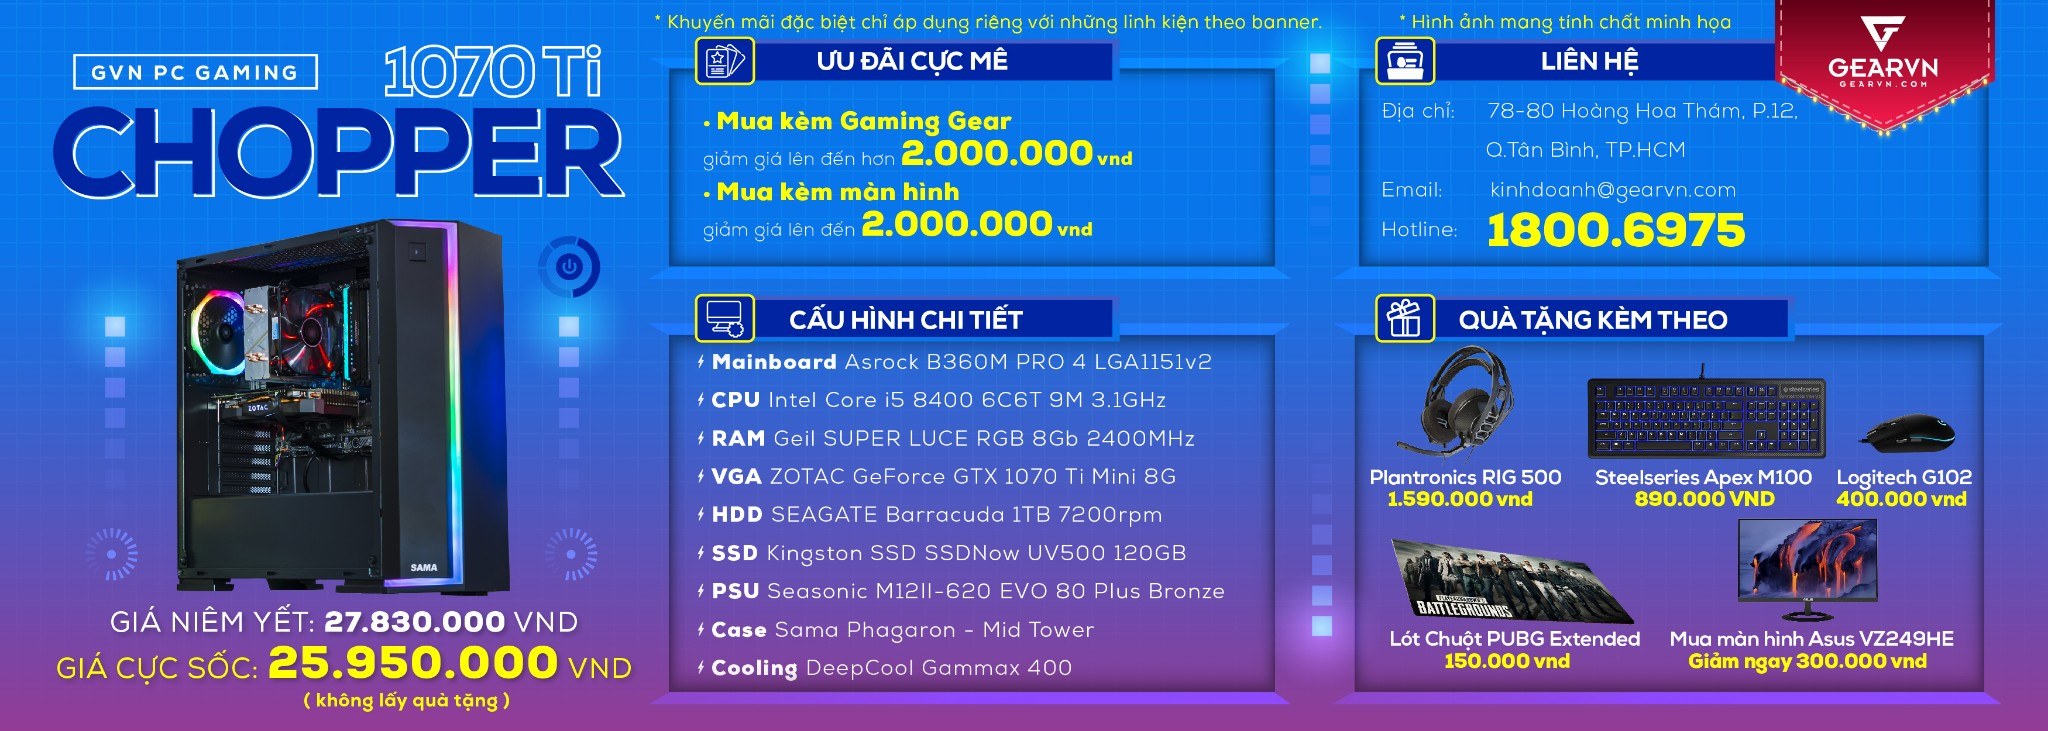 * Khuyến mãi đặc biệt chỉ áp dụng riêng với những linh kiện theo banner.
* Hình ảnh mang tính chất minh họa
GEARVN
GEARVN.COM
GVN PC GAMING
1070 Ti
CHOPPER
ZOTAC
SAMA
GIÁ NIÊM YẾT: 27.830.000 VND
GIÁ CỰC SỐC: 25.950.000 VND
( không lấy quà tặng )
ƯU ĐÃI CỰC MÊ
• Mua kèm Gaming Gear
giảm giá lên đến hơn 2.000.000 vnd
• Mua kèm màn hình
giảm giá lên đến 2.000.000 vnd
LIÊN HỆ
Địa chỉ: 78-80 Hoàng Hoa Thám, P.12,
Q.Tân Bình, TP.HCM
Email: kinhdoanh@gearvn.com
Hotline: 1800.6975
CẤU HÌNH CHI TIẾT
Mainboard Asrock B360M PRO 4 LGA1151v2
CPU Intel Core i5 8400 6C6T 9M 3.1GHz
RAM Geil SUPER LUCE RGB 8Gb 2400MHz
VGA ZOTAC GeForce GTX 1070 Ti Mini 8G
HDD SEAGATE Barracuda 1TB 7200rpm
SSD Kingston SSD SSDNow UV500 120GB
PSU Seasonic M12II-620 EVO 80 Plus Bronze
Case Sama Phagaron - Mid Tower
Cooling DeepCool Gammax 400
QUÀ TẶNG KÈM THEO
steelseries
Plantronics RIG 500
1.590.000 vnd
Steelseries Apex M100
890.000 VND
Logitech G102
400.000 vnd
BATTLEGROUNDS
Lót Chuột PUBG Extended
150.000 vnd
Mua màn hình Asus VZ249HE
Giảm ngay 300.000 vnd